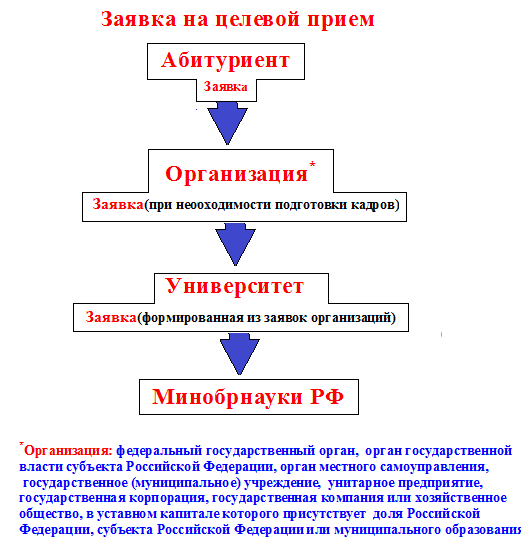 Заявка на целевой прием
Абитуриент
Заявка
Организация*
Заявка(при неооходимости подготовки кадров)
Университет
Заявка(формированная из заявок организаций)
Минобрнауки РФ
*Организация: федеральный государственный орган, орган государственной
власти субъекта Российской Федерации, орган местного самоуправления,
государственное (муниципальное) учреждение, унитарное предприятие,
государственная корпорация, государственная компания или хозяйственное
общество, в уставном капитале которого присутствует доля Российской
Федерации, субъекта Российской Федерации или муниципального образования